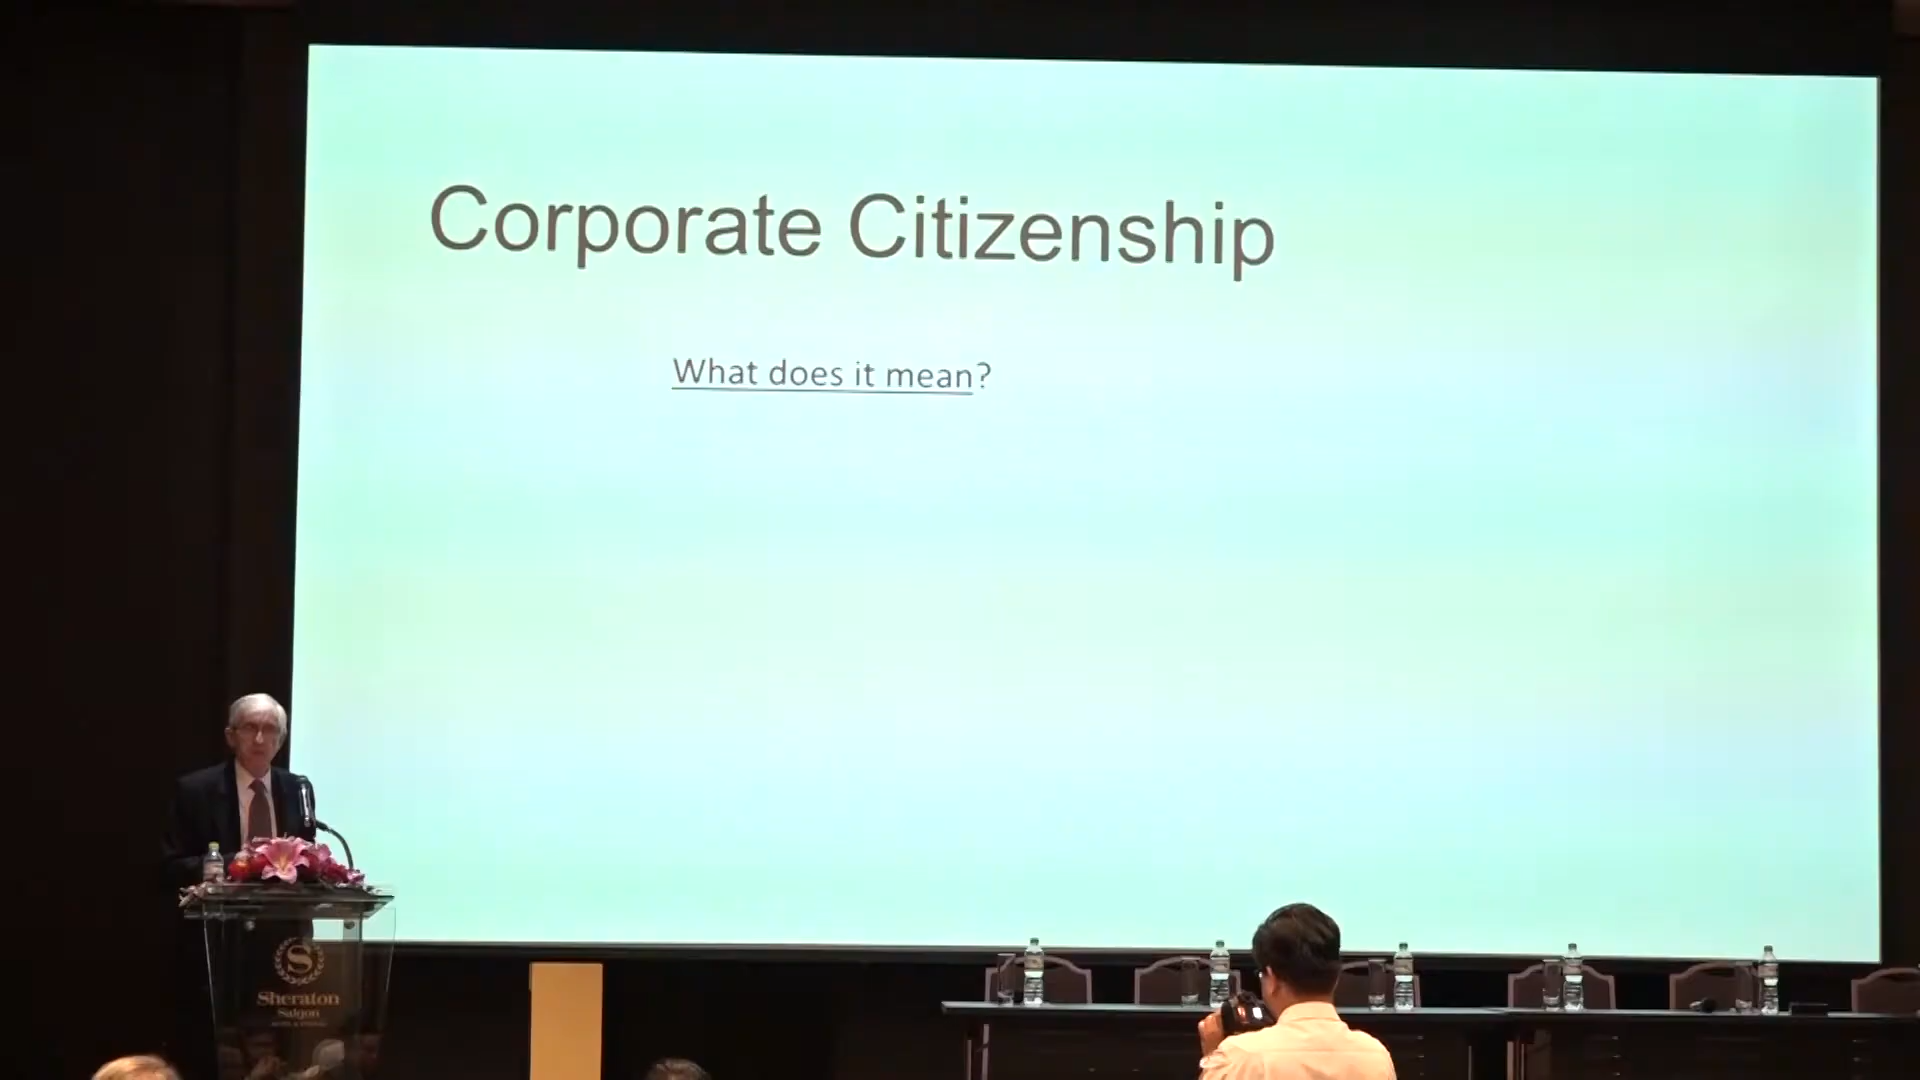 Corporate Citizenship
What does it mean?
S
Sheraton
Saigon